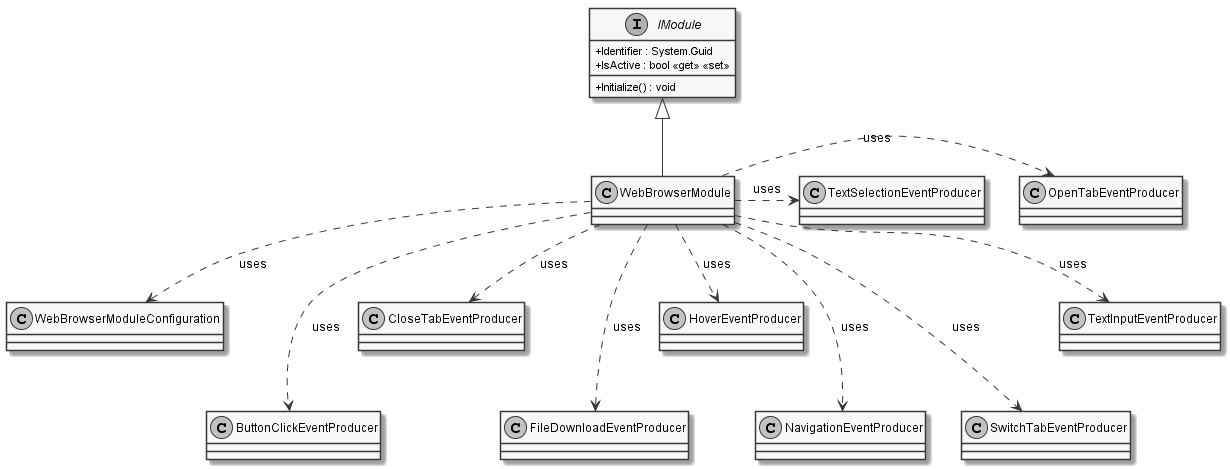 I IModule
+Identifier : System.Guid
+IsActive : bool «get» «set»
+Initialize() : void
uses
C WebBrowserModule
uses
C TextSelectionEventProducer
C OpenTabEventProducer
uses
uses
uses
uses
C WebBrowserModuleConfiguration
C CloseTabEventProducer
C HoverEventProducer
C TextInputEventProducer
uses
uses
uses
uses
C ButtonClickEventProducer
C FileDownloadEventProducer
C NavigationEventProducer
C SwitchTabEventProducer